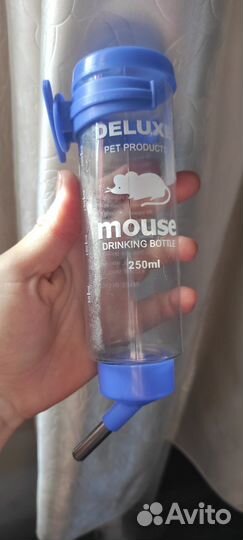 DELUXE
PET PRODUCTS
mouse
DRINKING BOTTLE
250ml
Avito